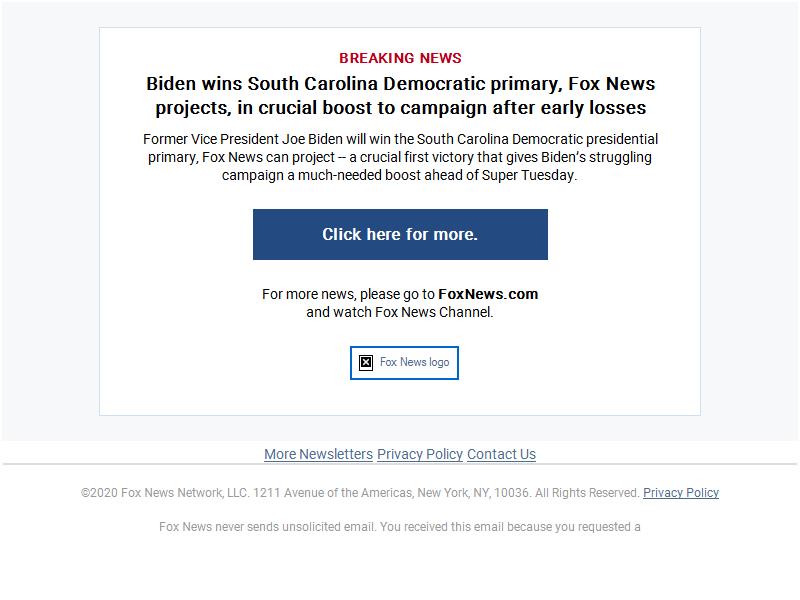 BREAKING NEWS
Biden wins South Carolina Democratic primary, Fox News
projects, in crucial boost to campaign after early losses
Former Vice President Joe Biden will win the South Carolina Democratic presidential
primary, Fox News can project -- a crucial first victory that gives Biden’s struggling
campaign a much-needed boost ahead of Super Tuesday.
Click here for more.
For more news, please go to FoxNews.com
and watch Fox News Channel.
Fox News logo
More Newsletters Privacy Policy Contact Us
©2020 Fox News Network, LLC. 1211 Avenue of the Americas, New York, NY, 10036. All Rights Reserved. Privacy Policy
Fox News never sends unsolicited email. You received this email because you requested a